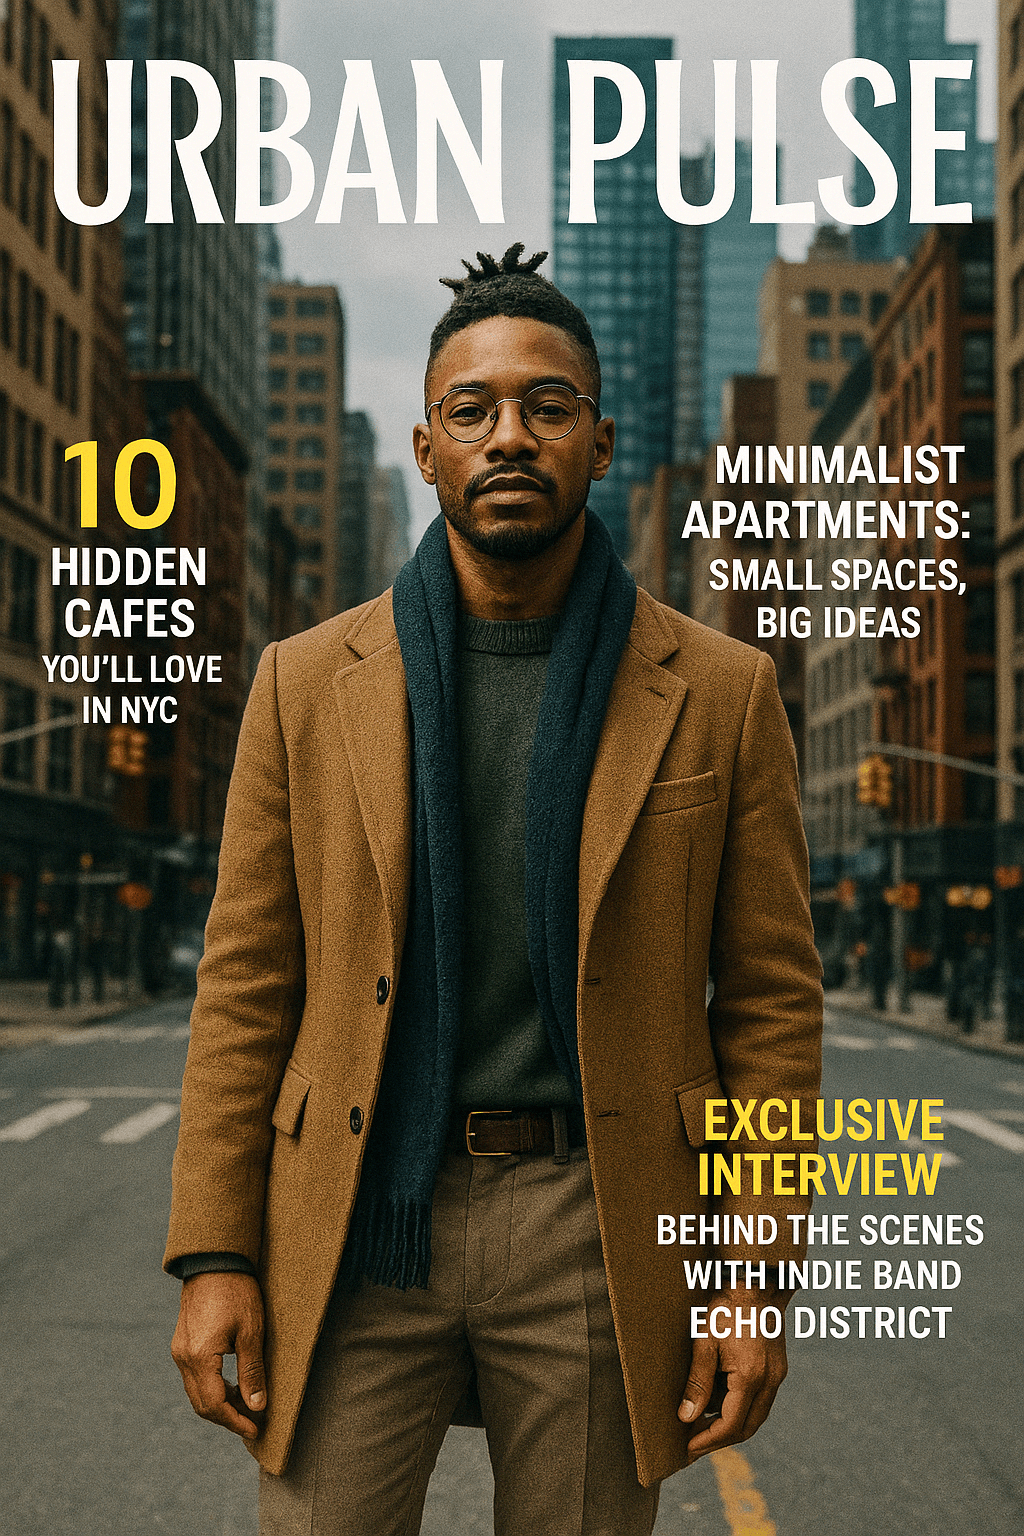 URBAN PULSE
10
HIDDEN
CAFES
YOU'LL LOVE
IN NYC
MINIMALIST
APARTMENTS:
SMALL SPACES,
BIG IDEAS
EXCLUSIVE
INTERVIEW
BEHIND THE SCENES
WITH INDIE BAND
ECHO DISTRICT